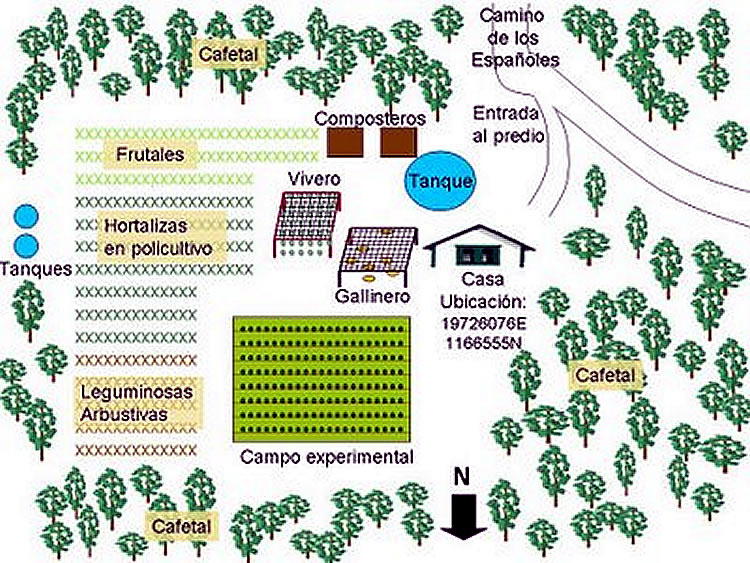 Camino
de los
Españoles
Cafetal
Entrada
al predio
Composteros
Frutales
Vivero
Tanque
Hortalizas
en policultivo
Tanques
Gallinero
Casa
Ubicación:
19726076E
1166555N
Cafetal
Leguminosas
Arbustivas
Campo experimental
N
Cafetal